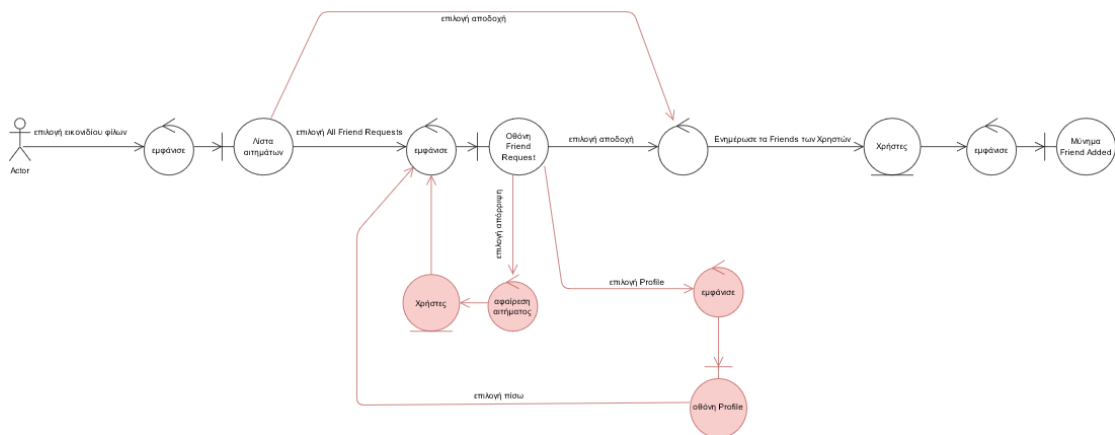 επιλογή αποδοχή
επιλογή εικονιδίου φίλων
Actor
εμφάνισε
Λίστα
αιτημάτων
επιλογή All Friend Requests
εμφάνισε
Οθόνη
Friend
Request
επιλογή αποδοχή
Ενημέρωσε τα Friends των Χρηστών
Χρήστες
εμφάνισε
Μύνημα
Friend Added
επιλογή απόρριψη
Χρήστες
αφαίρεση
αιτήματος
επιλογή Profile
εμφάνισε
επιλογή πίσω
οθόνη Profile